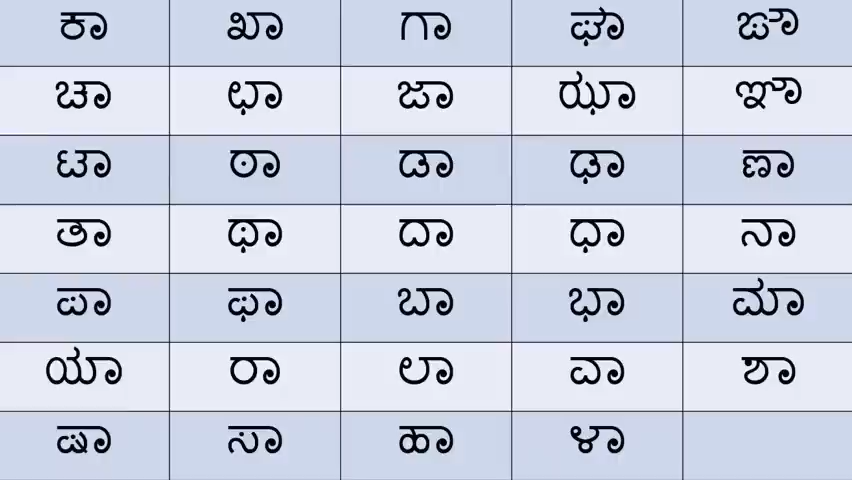 ಕಾ ಖಾ ಗಾ ಘಾ ಙಾ
ಚಾ ಛಾ ಜಾ ಝಾ ಞಾ
ಟಾ ಠಾ ಡಾ ಢಾ ಣಾ
ತಾ ಥಾ ದಾ ಧಾ ನಾ
ಪಾ ಫಾ ಬಾ ಭಾ ಮಾ
ಯಾ ರಾ ಲಾ ವಾ ಶಾ
ಷಾ ಸಾ ಹಾ ಳಾ